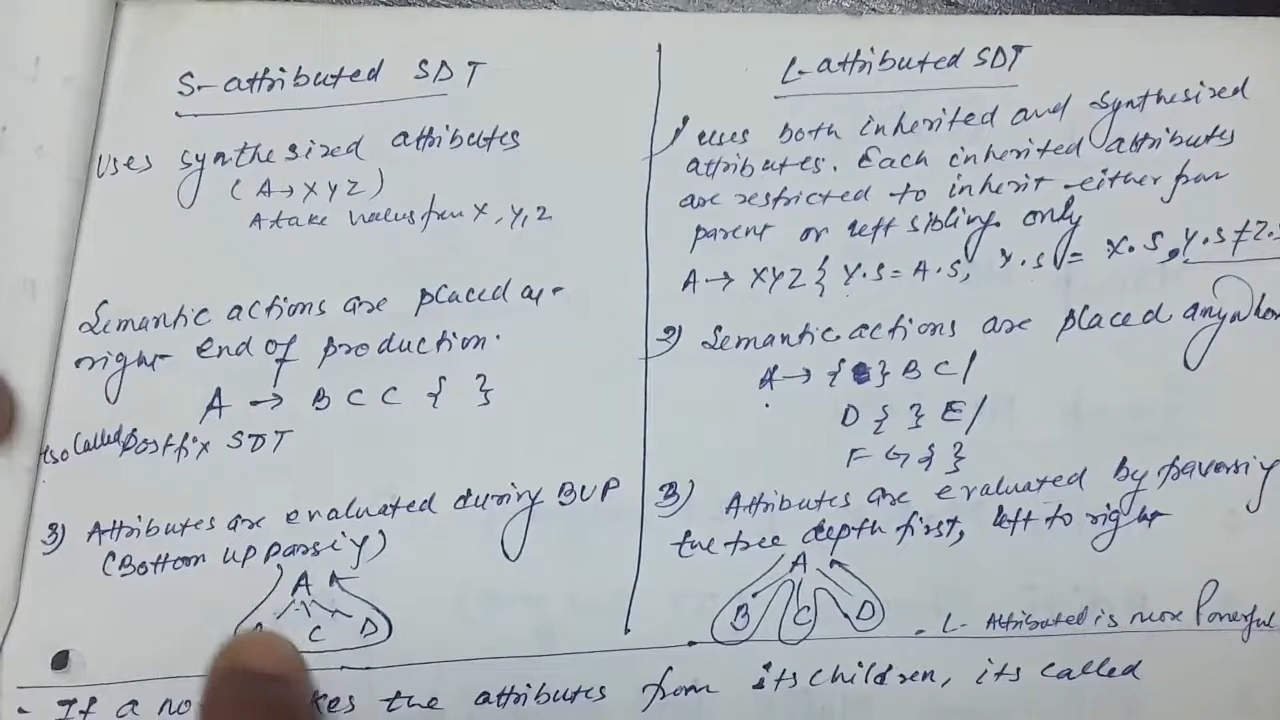 S-attributed SDT
Uses synthesized attributes
(A→XYZ)
A take values from X, Y, Z
Semantic actions are placed at
right end of production.
A → B C C { }
Also called Postfix SDT
3) Attributes are evaluated during BUP
(Bottom up parsing)
A
C D
L-attributed SDT
1) uses both inherited and synthesized
attributes. Each inherited attributes
are restricted to inherit either from
parent or left sibling only
A → XYZ { Y.S = A.S, Y.S = X.S, Y.S ≠ Z.S
2) Semantic actions are placed anywhere
A → { } B C /
D { } E /
F G { }
3) Attributes are evaluated by traversing
the tree depth first, left to right
A
B C D
. L-Attributed is more Powerful
- If a no kes the attributes from its children, its called